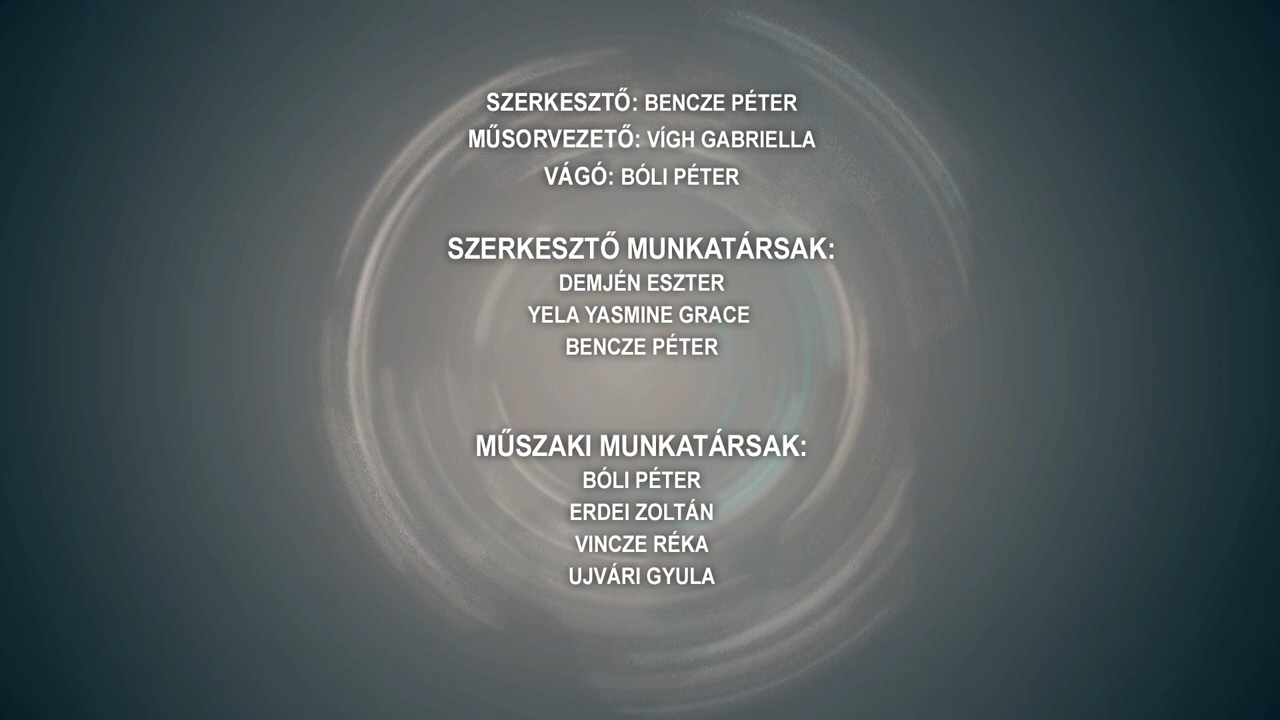 SZERKESZTŐ: BENCZE PÉTER
MŰSORVEZETŐ: VÍGH GABRIELLA
VÁGÓ: BÓLI PÉTER
SZERKESZTŐ MUNKATÁRSAK:
DEMJÉN ESZTER
YELA YASMINE GRACE
BENCZE PÉTER
MŰSZAKI MUNKATÁRSAK:
BÓLI PÉTER
ERDEI ZOLTÁN
VINCZE RÉKA
UJVÁRI GYULA